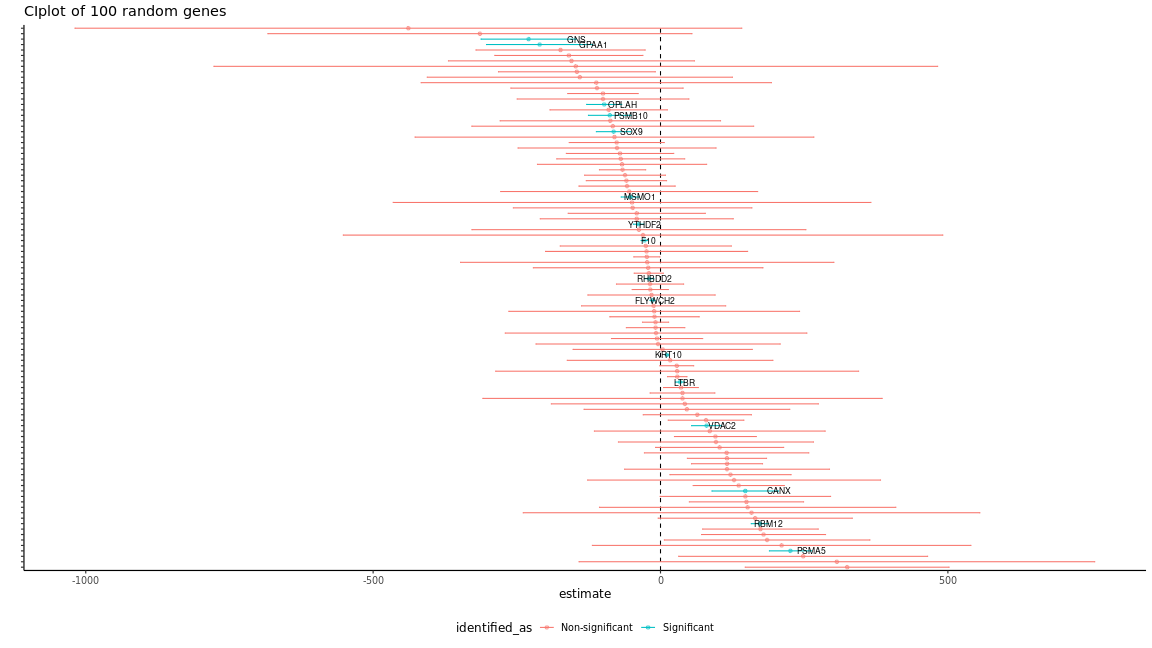 CIplot of 100 random genes
GNS
GPAA1
OPLAH
PSMB10
SOX9
MSMO1
YTHDF2
F10
RHBDD2
FLYWCH2
KRT10
LTBR
VDAC2
CANX
RBM12
PSMA5
-1000 -500 0 500
estimate
identified_as Non-significant Significant